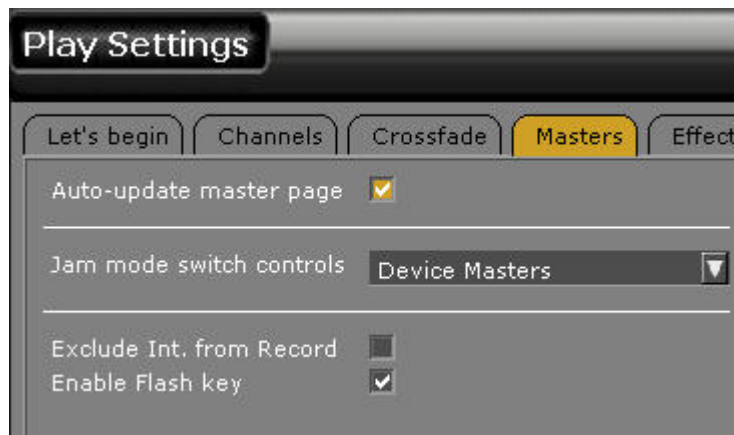 Play Settings
Let's begin Channels Crossfade Masters Effect
Auto-update master page
Jam mode switch controls Device Masters
Exclude Int. from Record
Enable Flash key